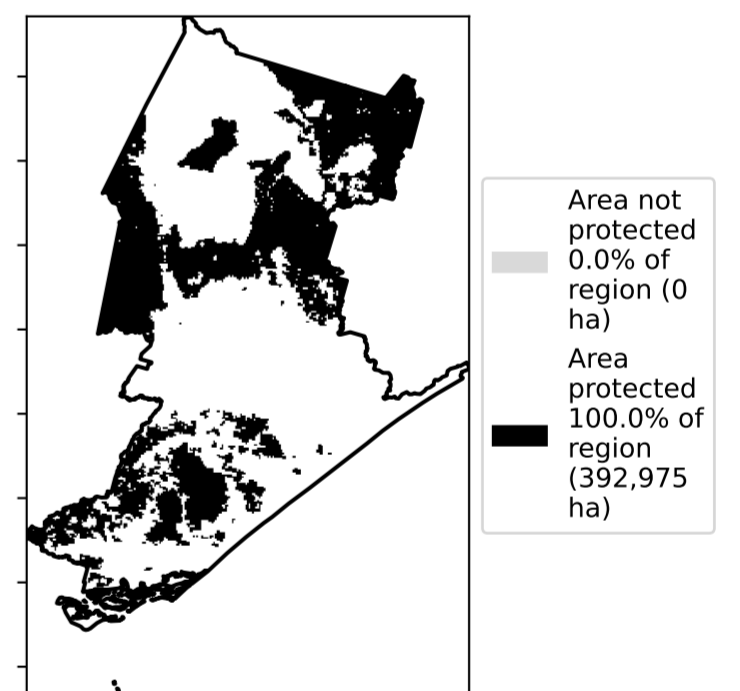 Area not
protected
0.0% of
region (0
ha)
Area
protected
100.0% of
region
(392,975
ha)